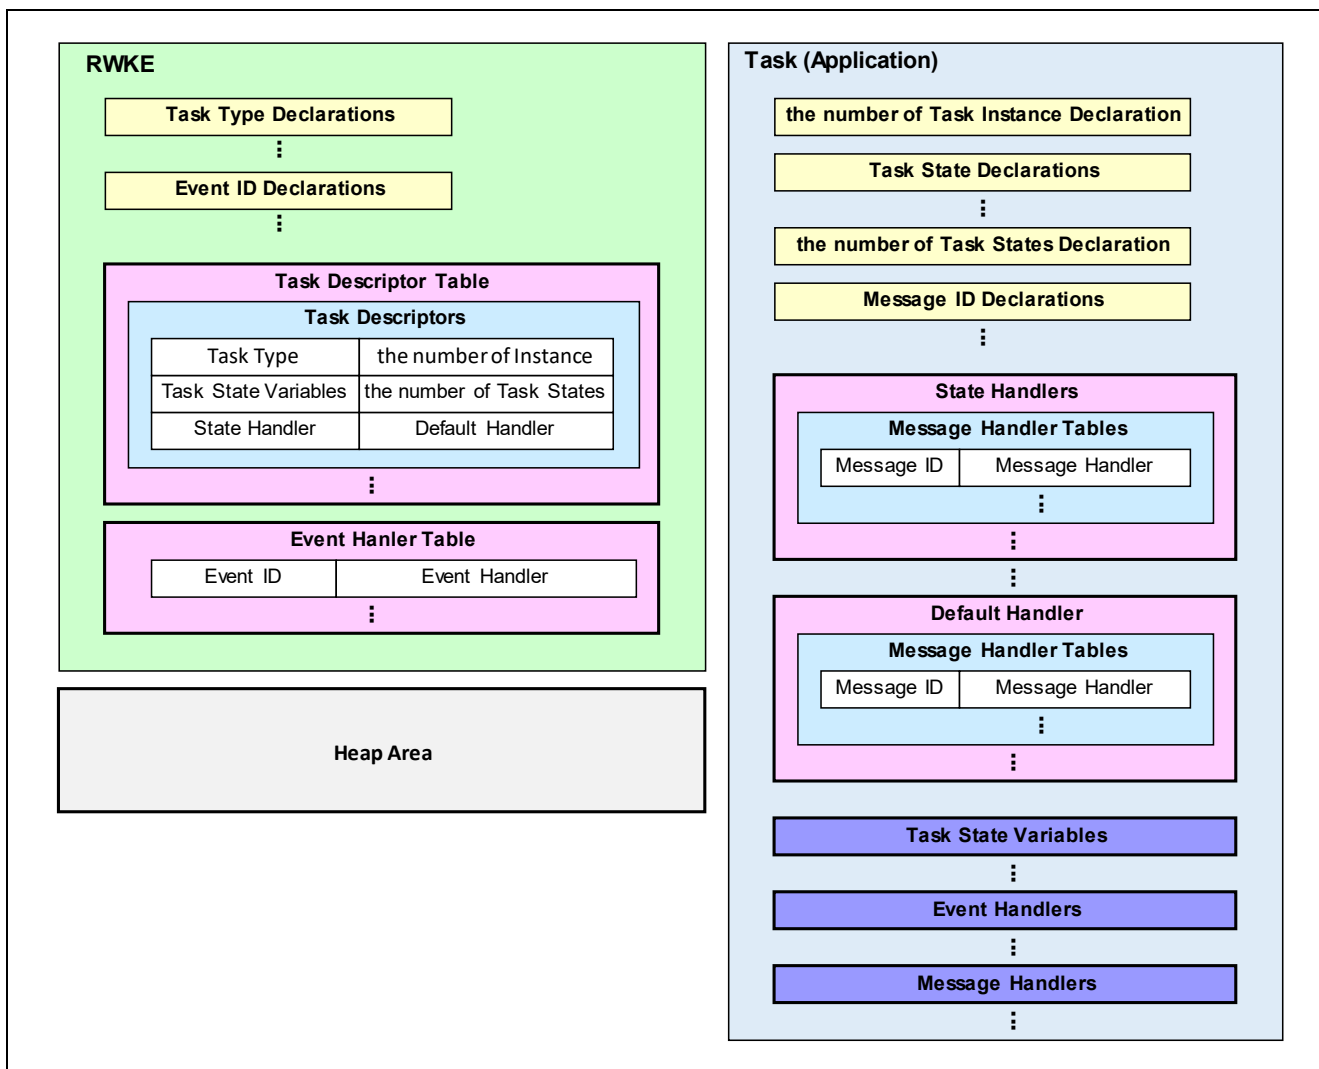 RWKE
Task Type Declarations
Event ID Declarations
Task Descriptor Table
Task Descriptors
Task Type
the number of Instance
Task State Variables
the number of Task States
State Handler
Default Handler
Event Hanler Table
Event ID
Event Handler
Heap Area
Task (Application)
the number of Task Instance Declaration
Task State Declarations
the number of Task States Declaration
Message ID Declarations
State Handlers
Message Handler Tables
Message ID
Message Handler
Default Handler
Message Handler Tables
Message ID
Message Handler
Task State Variables
Event Handlers
Message Handlers